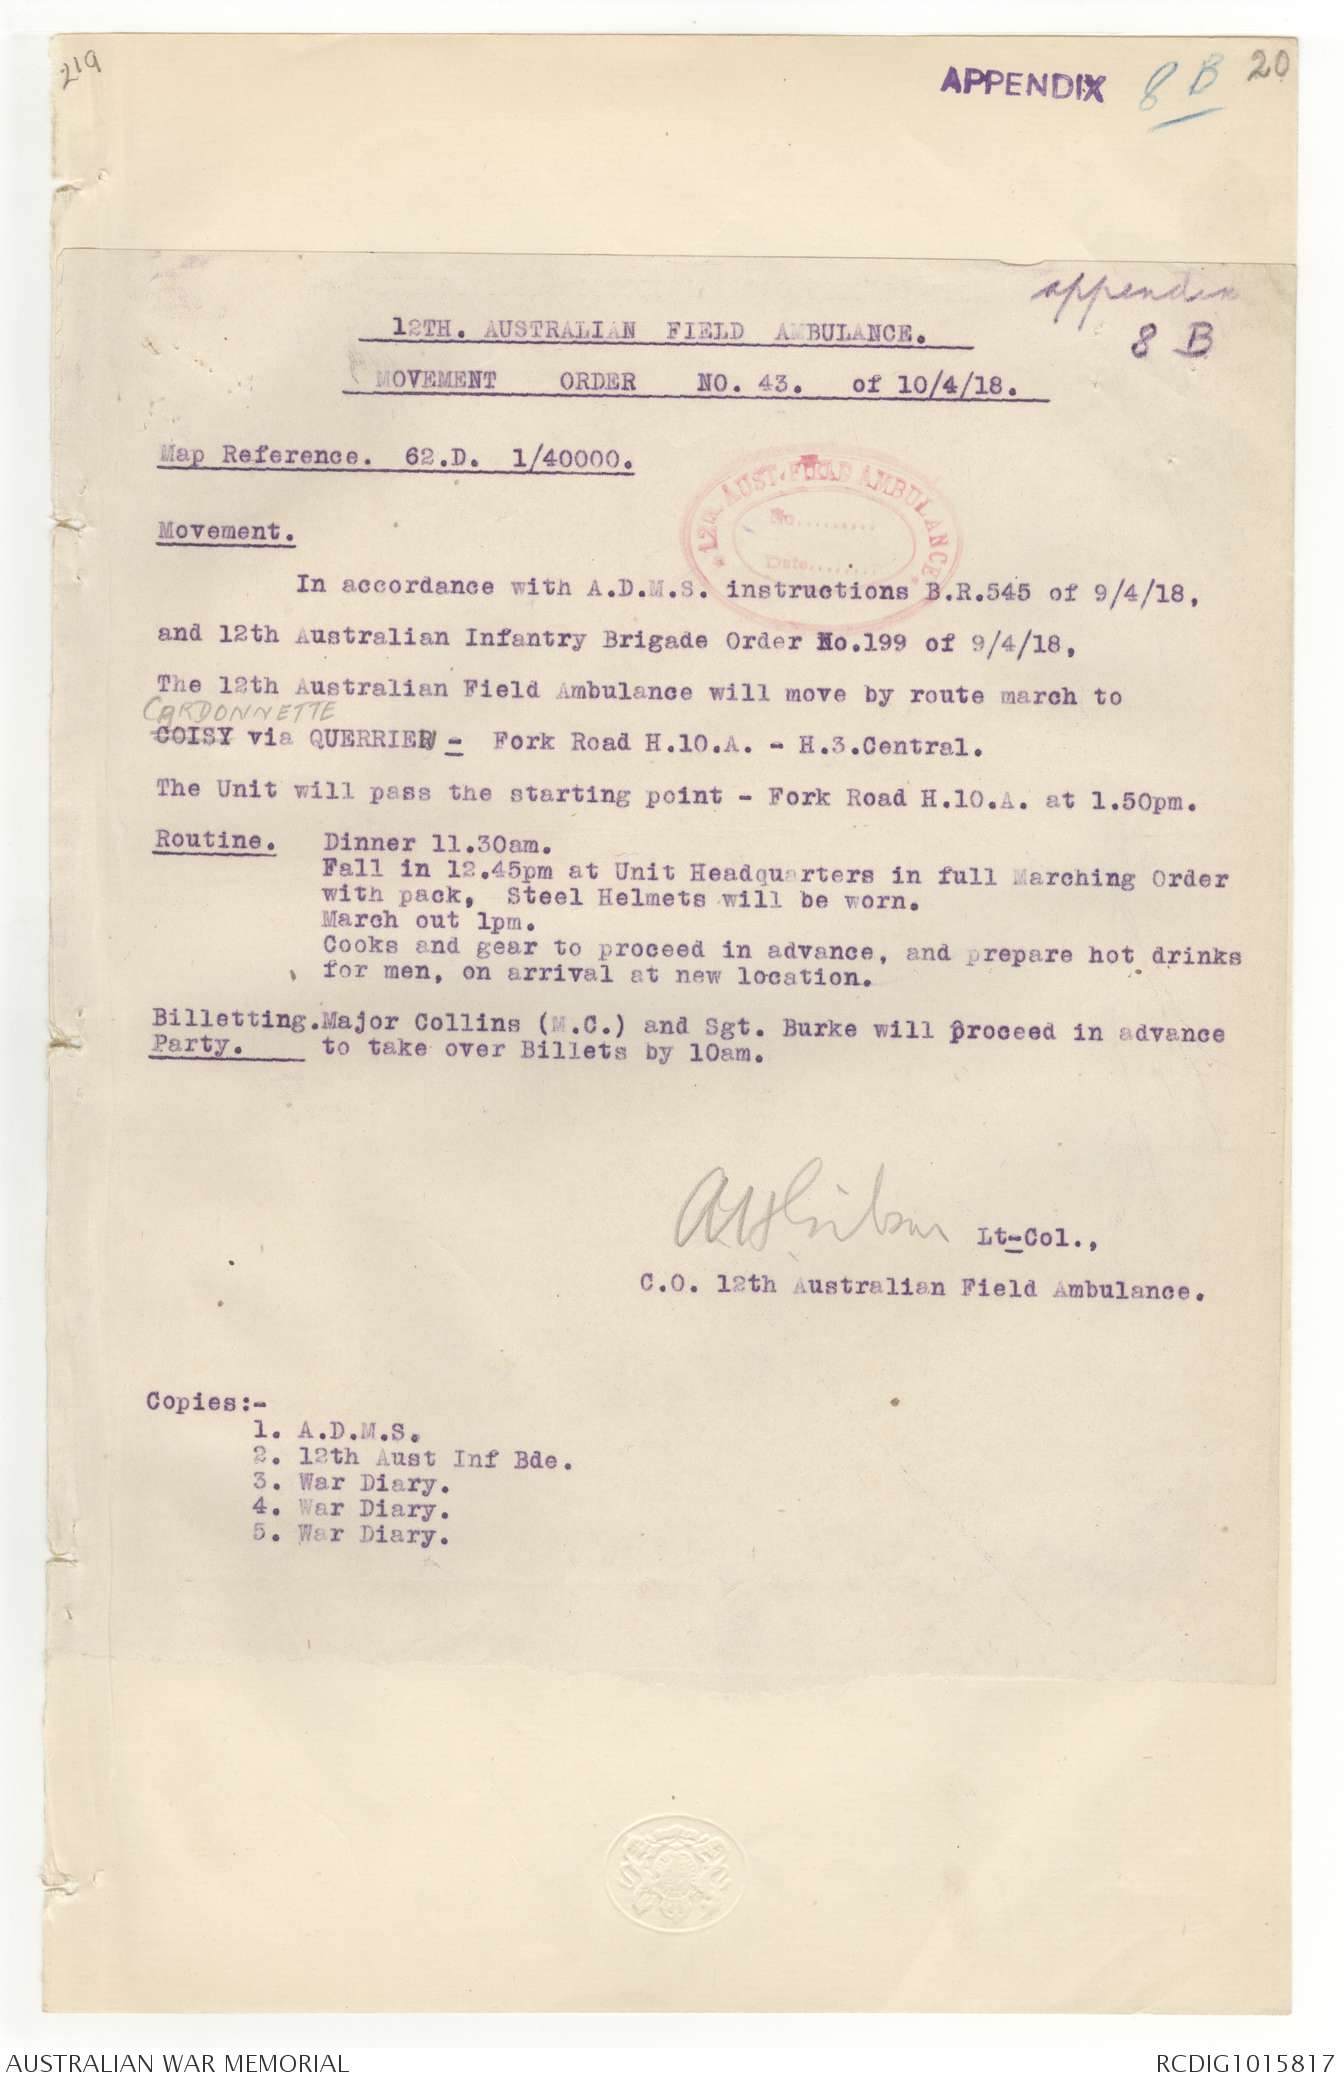 219
APPENDIX 8 B 20
appendix
8 B
12TH. AUSTRALIAN FIELD AMBULANCE.
MOVEMENT ORDER NO. 43. of 10/4/18.
Map Reference. 62.D. 1/40000.
12th AUST. FIELD AMBULANCE
No..........
Date.........
Movement.
In accordance with A.D.M.S. instructions B.R.545 of 9/4/18,
and 12th Australian Infantry Brigade Order No.199 of 9/4/18,
The 12th Australian Field Ambulance will move by route march to
CARDONNETTE
COISY via QUERRIEU - Fork Road H.10.A. - H.3.Central.
The Unit will pass the starting point - Fork Road H.10.A. at 1.50pm.
Routine. Dinner 11.30am.
Fall in 12.45pm at Unit Headquarters in full Marching Order
with pack, Steel Helmets will be worn.
March out 1pm.
Cooks and gear to proceed in advance, and prepare hot drinks
for men, on arrival at new location.
Billetting.Major Collins (M.C.) and Sgt. Burke will proceed in advance
Party. to take over Billets by 10am.
Lt-Col.,
C.O. 12th Australian Field Ambulance.
Copies:-
1. A.D.M.S.
2. 12th Aust Inf Bde.
3. War Diary.
4. War Diary.
5. War Diary.
AUSTRALIAN WAR MEMORIAL RCDIG1015817